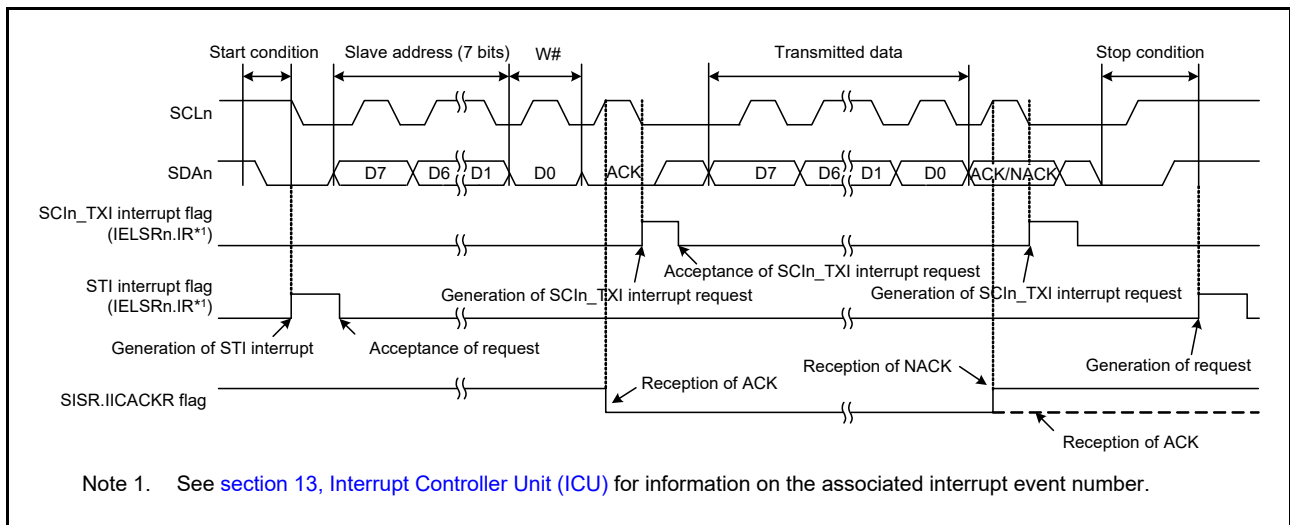 Start condition Slave address (7 bits) W# Transmitted data Stop condition
SCLn
SDAn D7 D6 D1 D0 ACK D7 D6 D1 D0 ACK/NACK
SCIn_TXI interrupt flag
(IELSRn.IR*1)
Acceptance of SCIn_TXI interrupt request
STI interrupt flag
(IELSRn.IR*1)
Generation of SCIn_TXI interrupt request Generation of SCIn_TXI interrupt request
Generation of STI interrupt Acceptance of request Generation of request
Reception of NACK
Reception of ACK
SISR.IICACKR flag
Reception of ACK
Note 1. See section 13, Interrupt Controller Unit (ICU) for information on the associated interrupt event number.